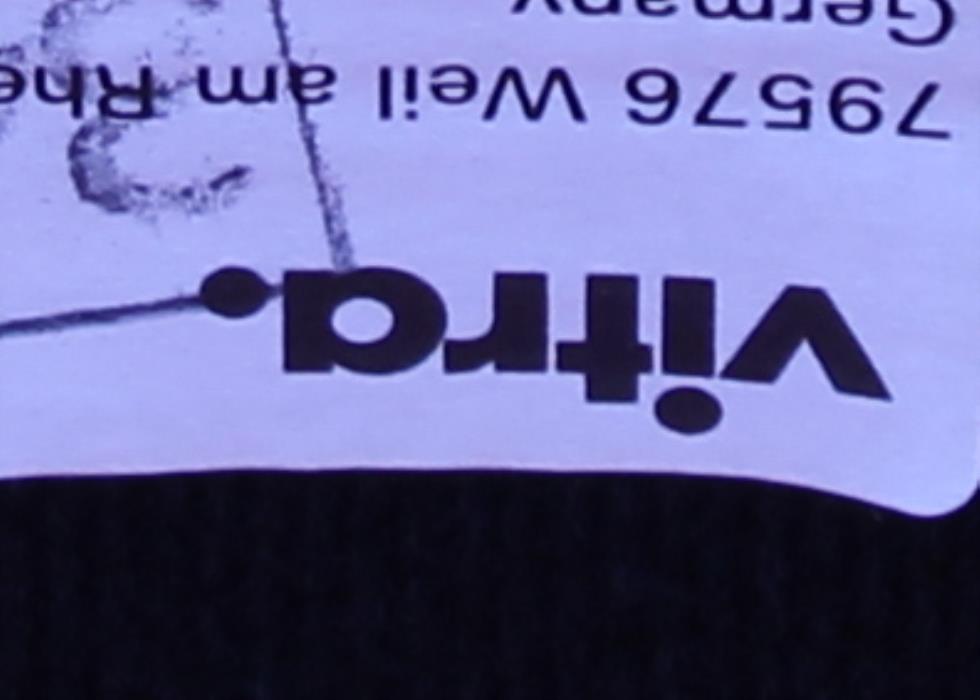 vitra.
79576 Weil am Rhe
Germany